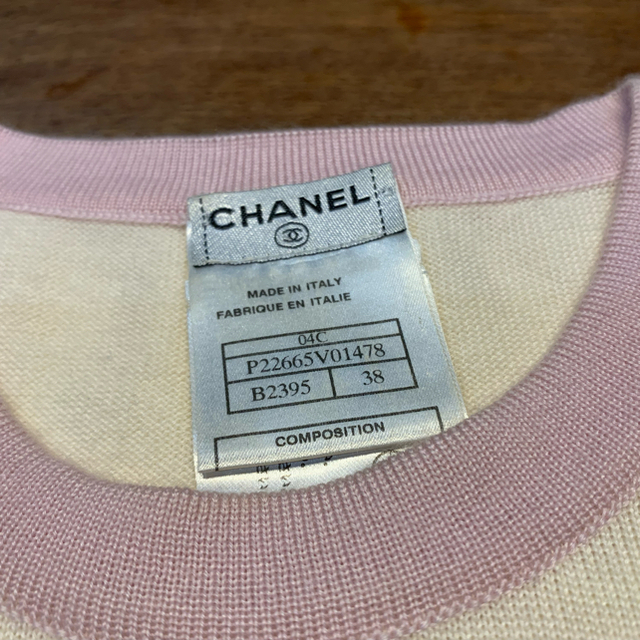 CHANEL
MADE IN ITALY
FABRIQUE EN ITALIE
04C
P22665V01478
B2395 38
COMPOSITION